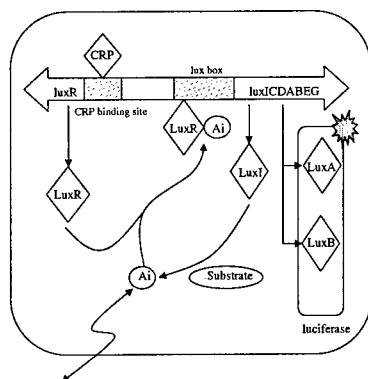 CRP
lux box
luxR
luxICDABEG
CRP binding site
LuxR
Ai
LuxR
LuxI
LuxA
LuxB
Ai
Substrate
luciferase